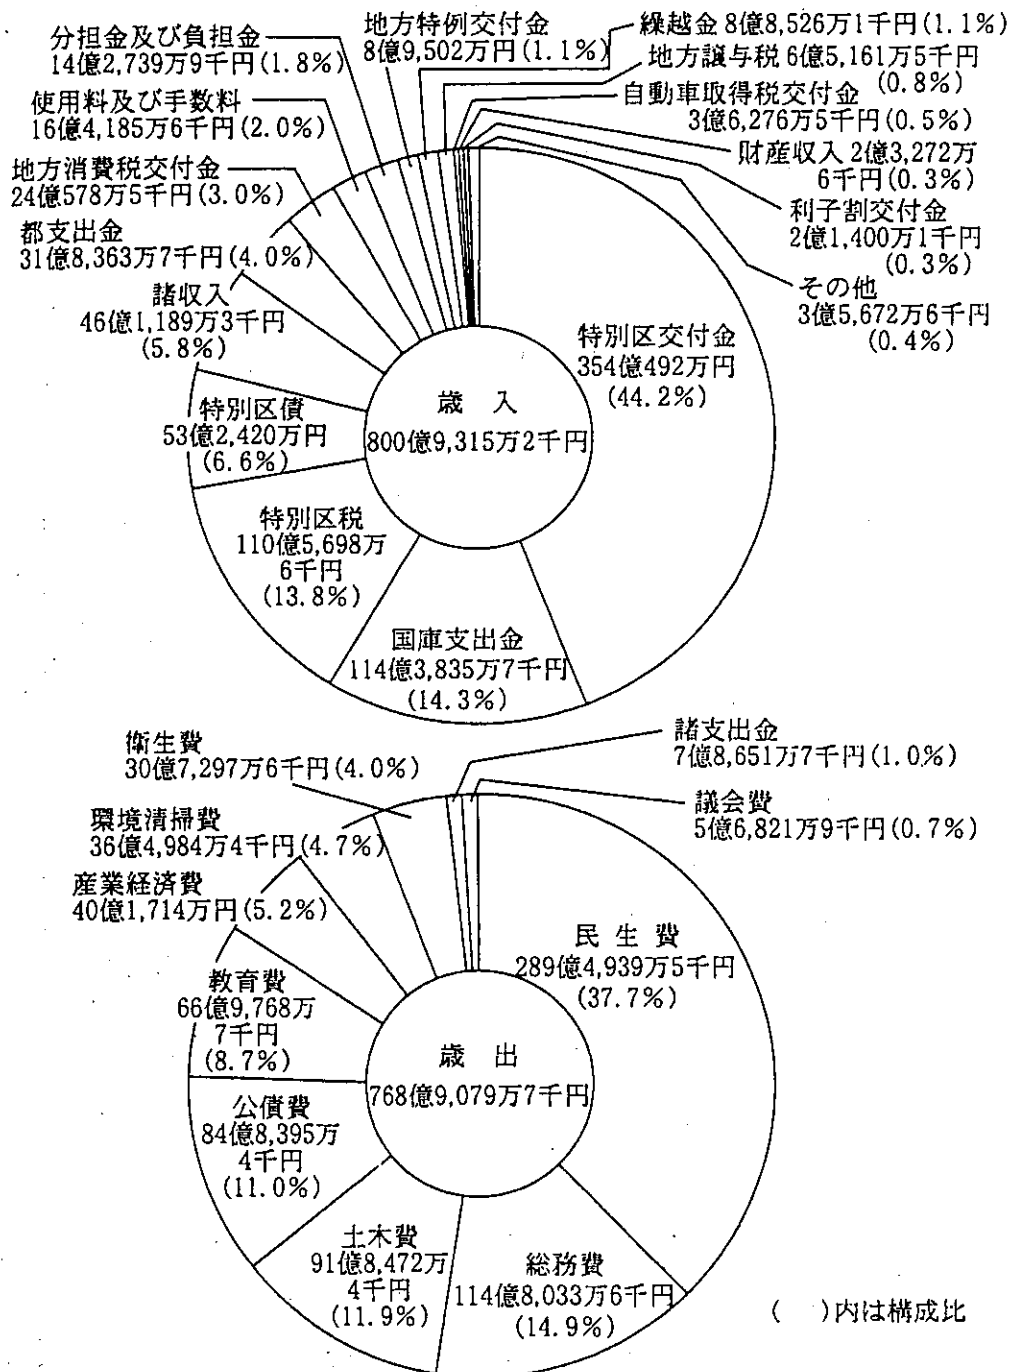 分担金及び負担金
14億2,739万9千円(1.8%)
地方特例交付金
8億9,502万円(1.1%)
繰越金 8億8,526万1千円(1.1%)
地方譲与税 6億5,161万5千円
(0.8%)
自動車取得税交付金
3億6,276万5千円(0.5%)
財産収入 2億3,272万
6千円(0.3%)
利子割交付金
2億1,400万1千円
(0.3%)
その他
3億5,672万6千円
(0.4%)
使用料及び手数料
16億4,185万6千円(2.0%)
地方消費税交付金
24億578万5千円(3.0%)
都支出金
31億8,363万7千円(4.0%)
諸収入
46億1,189万3千円
(5.8%)
特別区債
53億2,420万円
(6.6%)
特別区税
110億5,698万
6千円
(13.8%)
国庫支出金
114億3,835万7千円
(14.3%)
特別区交付金
354億492万円
(44.2%)
歳 入
800億9,315万2千円
衛生費
30億7,297万6千円(4.0%)
諸支出金
7億8,651万7千円(1.0%)
議会費
5億6,821万9千円(0.7%)
環境清掃費
36億4,984万4千円(4.7%)
産業経済費
40億1,714万円(5.2%)
教育費
66億9,768万
7千円
(8.7%)
公債費
84億8,395万
4千円
(11.0%)
土木費
91億8,472万
4千円
(11.9%)
総務費
114億8,033万6千円
(14.9%)
民 生 費
289億4,939万5千円
(37.7%)
歳 出
768億9,079万7千円
( )内は構成比